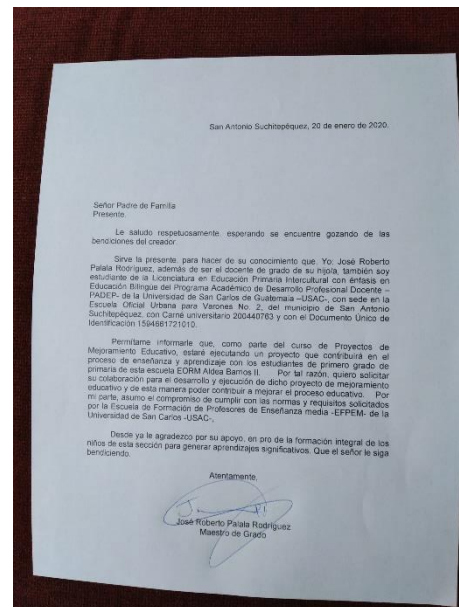 San Antonio Suchitepéquez, 20 de enero de 2020.
Señor Padre de Familia
Presente.
Le saludo respetuosamente esperando se encuentre gozando de las
bendiciones del creador.
Sirve la presente, para hacer de su conocimiento que. Yo: José Roberto
Palala Rodríguez, además de ser el docente de grado de su hijo/a, también soy
estudiante de la Licenciatura en Educación Primaria Intercultural con énfasis en
Educación Bilingüe del Programa Académico de Desarrollo Profesional Docente –
PADEP- de la Universidad de San Carlos de Guatemala –USAC-, con sede en la
Escuela Oficial Urbana para Varones No. 2, del municipio de San Antonio
Suchitepéquez, con Carné universitario 200440763 y con el Documento Único de
Identificación 1594661721010.
Permítame informarle que, como parte del curso de Proyectos de
Mejoramiento Educativo, estaré ejecutando un proyecto que contribuirá en el
proceso de enseñanza y aprendizaje con los estudiantes de primero grado de
primaria de esta escuela EORM Aldea Barrios II. Por tal razón, quiero solicitar
su colaboración para el desarrollo y ejecución de dicho proyecto de mejoramiento
educativo y de esta manera poder contribuir a mejorar el proceso educativo. Por
mi parte, asumo el compromiso de cumplir con las normas y requisitos solicitados
por la Escuela de Formación de Profesores de Enseñanza media -EFPEM- de la
Universidad de San Carlos -USAC-,
Desde ya le agradezco por su apoyo, en pro de la formación integral de los
niños de esta sección para generar aprendizajes significativos. Que el señor le siga
bendiciendo.
Atentamente,
José Roberto Palala Rodríguez
Maestro de Grado